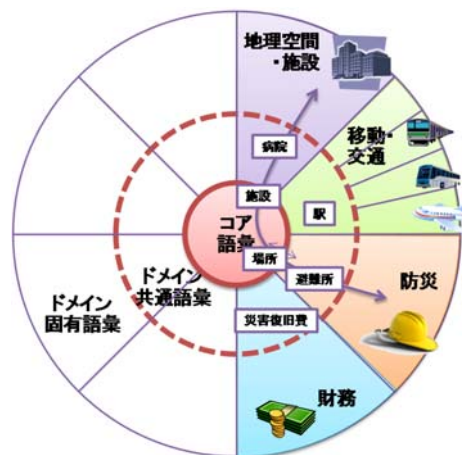 地理空間
・施設
病院
移動・
交通
施設
駅
コア
語彙
場所
避難所
防災
ドメイン
共通語彙
ドメイン
固有語彙
災害復旧費
財務